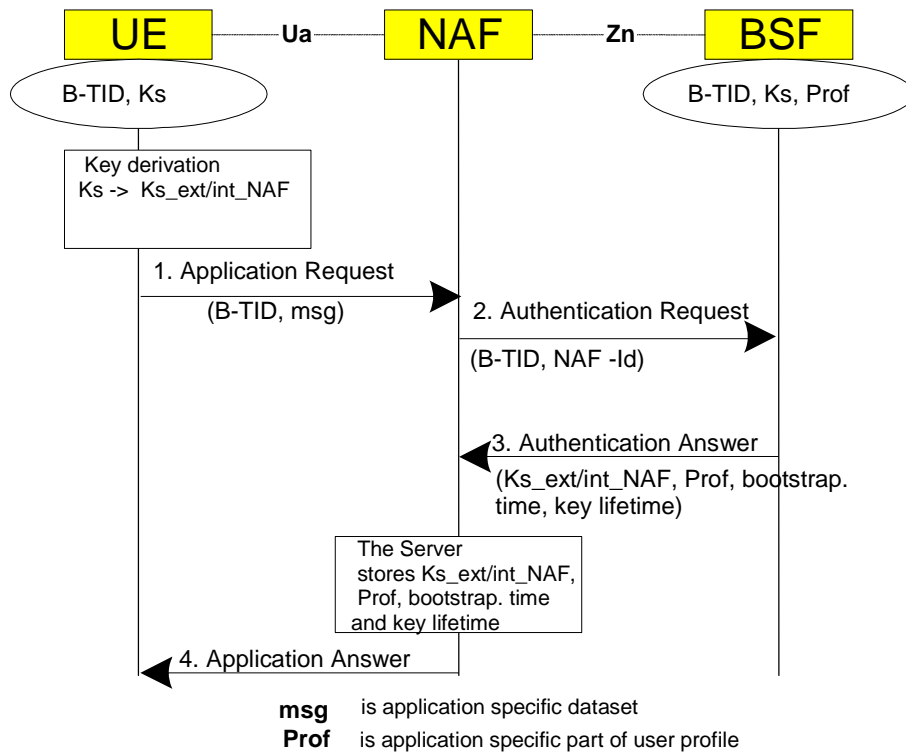 UE Ua NAF Zn BSF
B-TID, Ks
B-TID, Ks, Prof
Key derivation
Ks -> Ks_ext/int_NAF
1. Application Request
(B-TID, msg)
2. Authentication Request
(B-TID, NAF -Id)
3. Authentication Answer
(Ks_ext/int_NAF, Prof, bootstrap.
time, key lifetime)
The Server
stores Ks_ext/int_NAF,
Prof, bootstrap. time
and key lifetime
4. Application Answer
msg is application specific dataset
Prof is application specific part of user profile